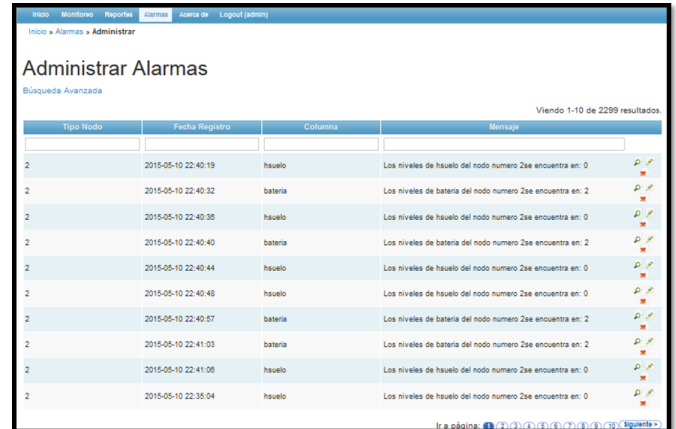 Inicio Monitoreo Reportes Alarmas Acerca de Logout (admin)
Inicio » Alarmas » Administrar
Administrar Alarmas
Búsqueda Avanzada
Viendo 1-10 de 2299 resultados.
Tipo Nodo Fecha Registro Columna Mensaje
2 2015-05-10 22:40:19 hsuelo Los niveles de hsuelo del nodo numero 2se encuentra en: 0
2 2015-05-10 22:40:32 bateria Los niveles de bateria del nodo numero 2se encuentra en: 2
2 2015-05-10 22:40:36 hsuelo Los niveles de hsuelo del nodo numero 2se encuentra en: 0
2 2015-05-10 22:40:40 bateria Los niveles de bateria del nodo numero 2se encuentra en: 2
2 2015-05-10 22:40:44 hsuelo Los niveles de hsuelo del nodo numero 2se encuentra en: 0
2 2015-05-10 22:40:48 hsuelo Los niveles de hsuelo del nodo numero 2se encuentra en: 0
2 2015-05-10 22:40:57 bateria Los niveles de bateria del nodo numero 2se encuentra en: 2
2 2015-05-10 22:41:03 bateria Los niveles de bateria del nodo numero 2se encuentra en: 2
2 2015-05-10 22:41:06 hsuelo Los niveles de hsuelo del nodo numero 2se encuentra en: 0
2 2015-05-10 22:35:04 hsuelo Los niveles de hsuelo del nodo numero 2se encuentra en: 0
Ir a página: 1 2 3 4 5 6 7 8 9 10 Siguiente >